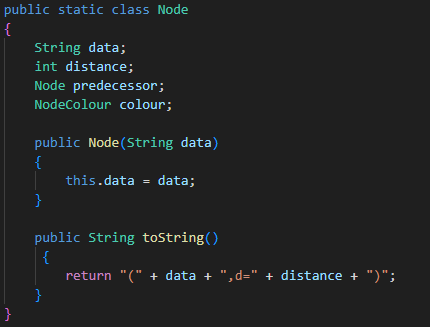 public static class Node
{
    String data;
    int distance;
    Node predecessor;
    NodeColour colour;

    public Node(String data)
    {
        this.data = data;
    }

    public String toString()
     {
        return "(" + data + ",d=" + distance + ")";
    }
}